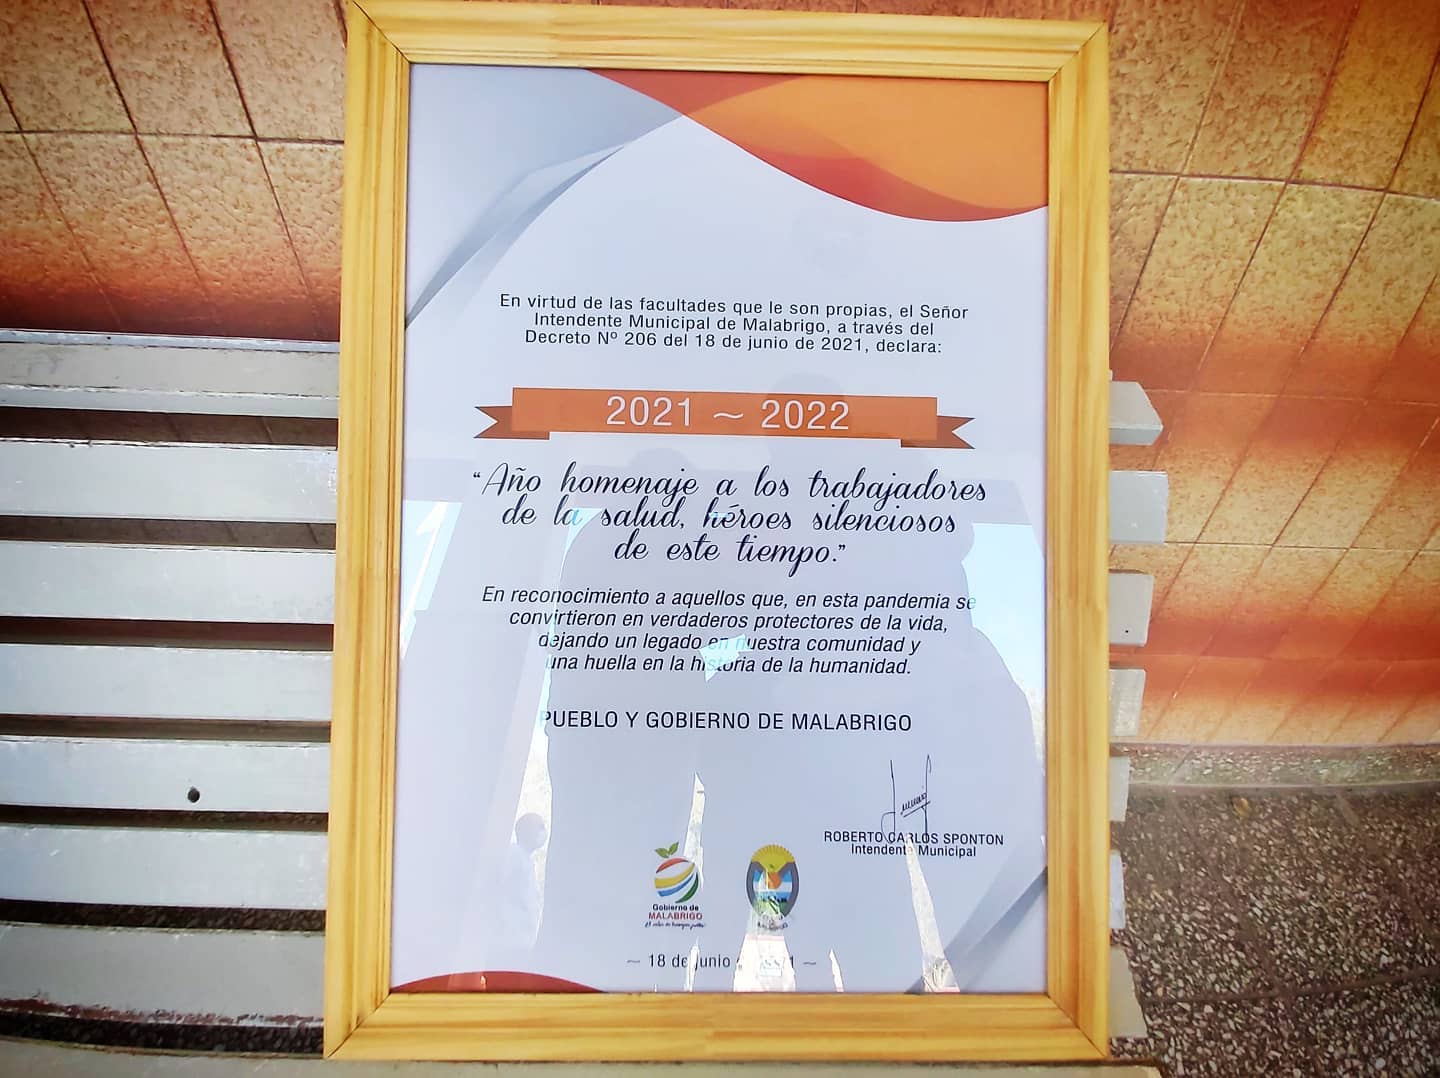 En virtud de las facultades que le son propias, el Señor
Intendente Municipal de Malabrigo, a través del
Decreto Nº 206 del 18 de junio de 2021, declara:
2021 ~ 2022
"Año homenaje a los trabajadores
de la salud, héroes silenciosos
de este tiempo."
En reconocimiento a aquellos que, en esta pandemia se
convirtieron en verdaderos protectores de la vida,
dejando un legado en nuestra comunidad y
una huella en la historia de la humanidad.
PUEBLO Y GOBIERNO DE MALABRIGO
ROBERTO CARLOS SPONTON
Intendente Municipal
Gobierno de
MALABRIGO
~ 18 de junio